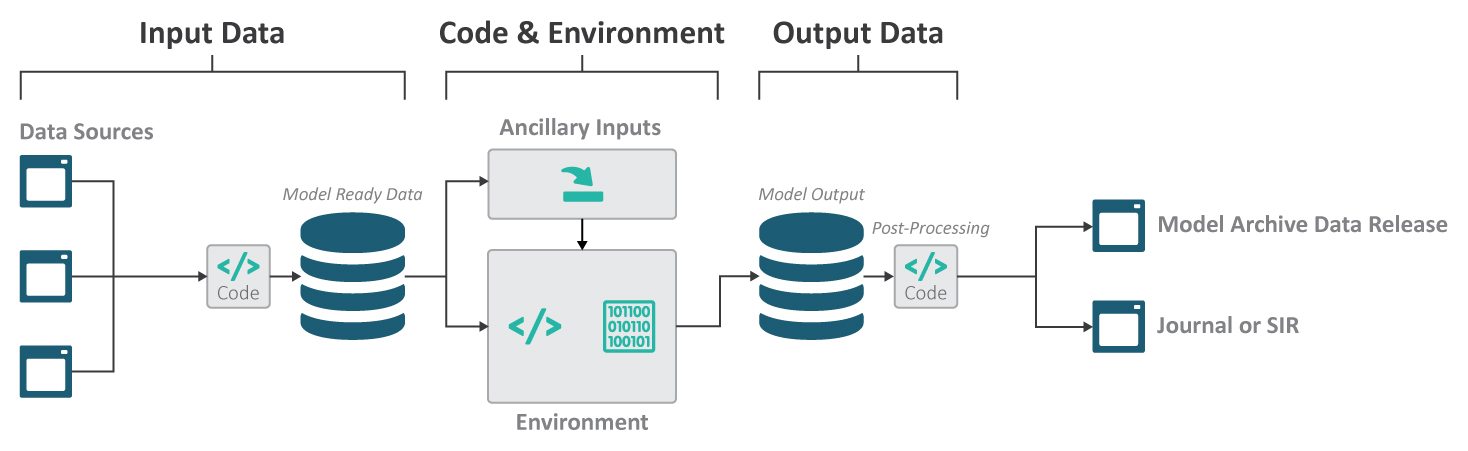 Input Data
Code & Environment
Output Data
Data Sources
Ancillary Inputs
Model Ready Data
Model Output
Post-Processing
</>
Code
</>
Code
Model Archive Data Release
</>
101100
010110
100101
Journal or SIR
Environment